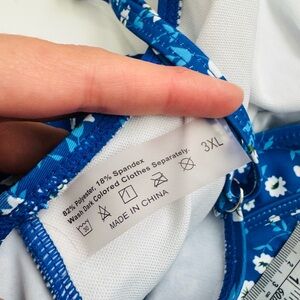 82% Polyester, 18% Spandex
Wash Dark Colored Clothes Separately.
MADE IN CHINA
3XL